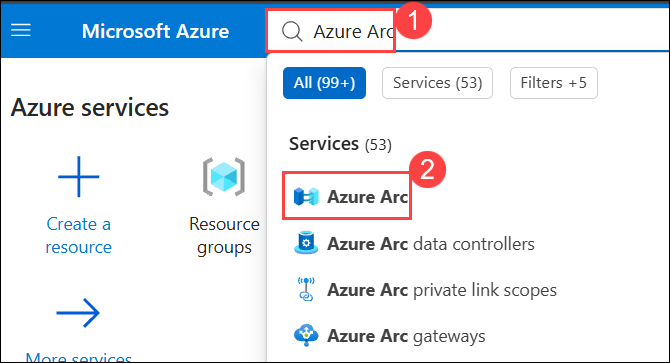 Microsoft Azure
Azure Arc
1
All (99+)
Services (53)
Filters +5
Azure services
Services (53)
2
Create a
resource
Resource
groups
Azure Arc
Azure Arc data controllers
Azure Arc private link scopes
Azure Arc gateways
More services